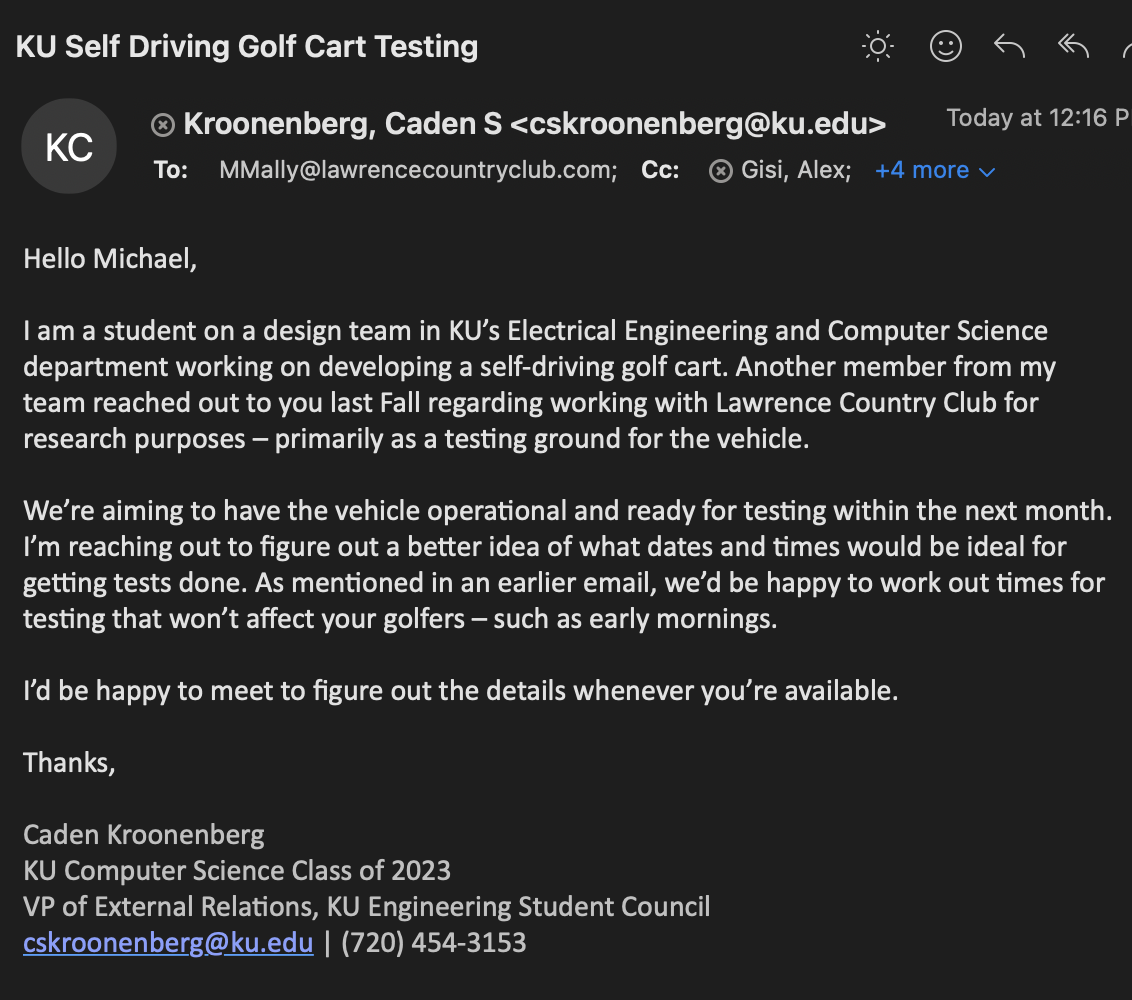 KU Self Driving Golf Cart Testing
KC
Kroonenberg, Caden S <cskroonenberg@ku.edu>
Today at 12:16 P
To: MMally@lawrencecountryclub.com; Cc: Gisi, Alex; +4 more
Hello Michael,
I am a student on a design team in KU’s Electrical Engineering and Computer Science
department working on developing a self-driving golf cart. Another member from my
team reached out to you last Fall regarding working with Lawrence Country Club for
research purposes – primarily as a testing ground for the vehicle.
We’re aiming to have the vehicle operational and ready for testing within the next month.
I’m reaching out to figure out a better idea of what dates and times would be ideal for
getting tests done. As mentioned in an earlier email, we’d be happy to work out times for
testing that won’t affect your golfers – such as early mornings.
I’d be happy to meet to figure out the details whenever you’re available.
Thanks,
Caden Kroonenberg
KU Computer Science Class of 2023
VP of External Relations, KU Engineering Student Council
cskroonenberg@ku.edu | (720) 454-3153